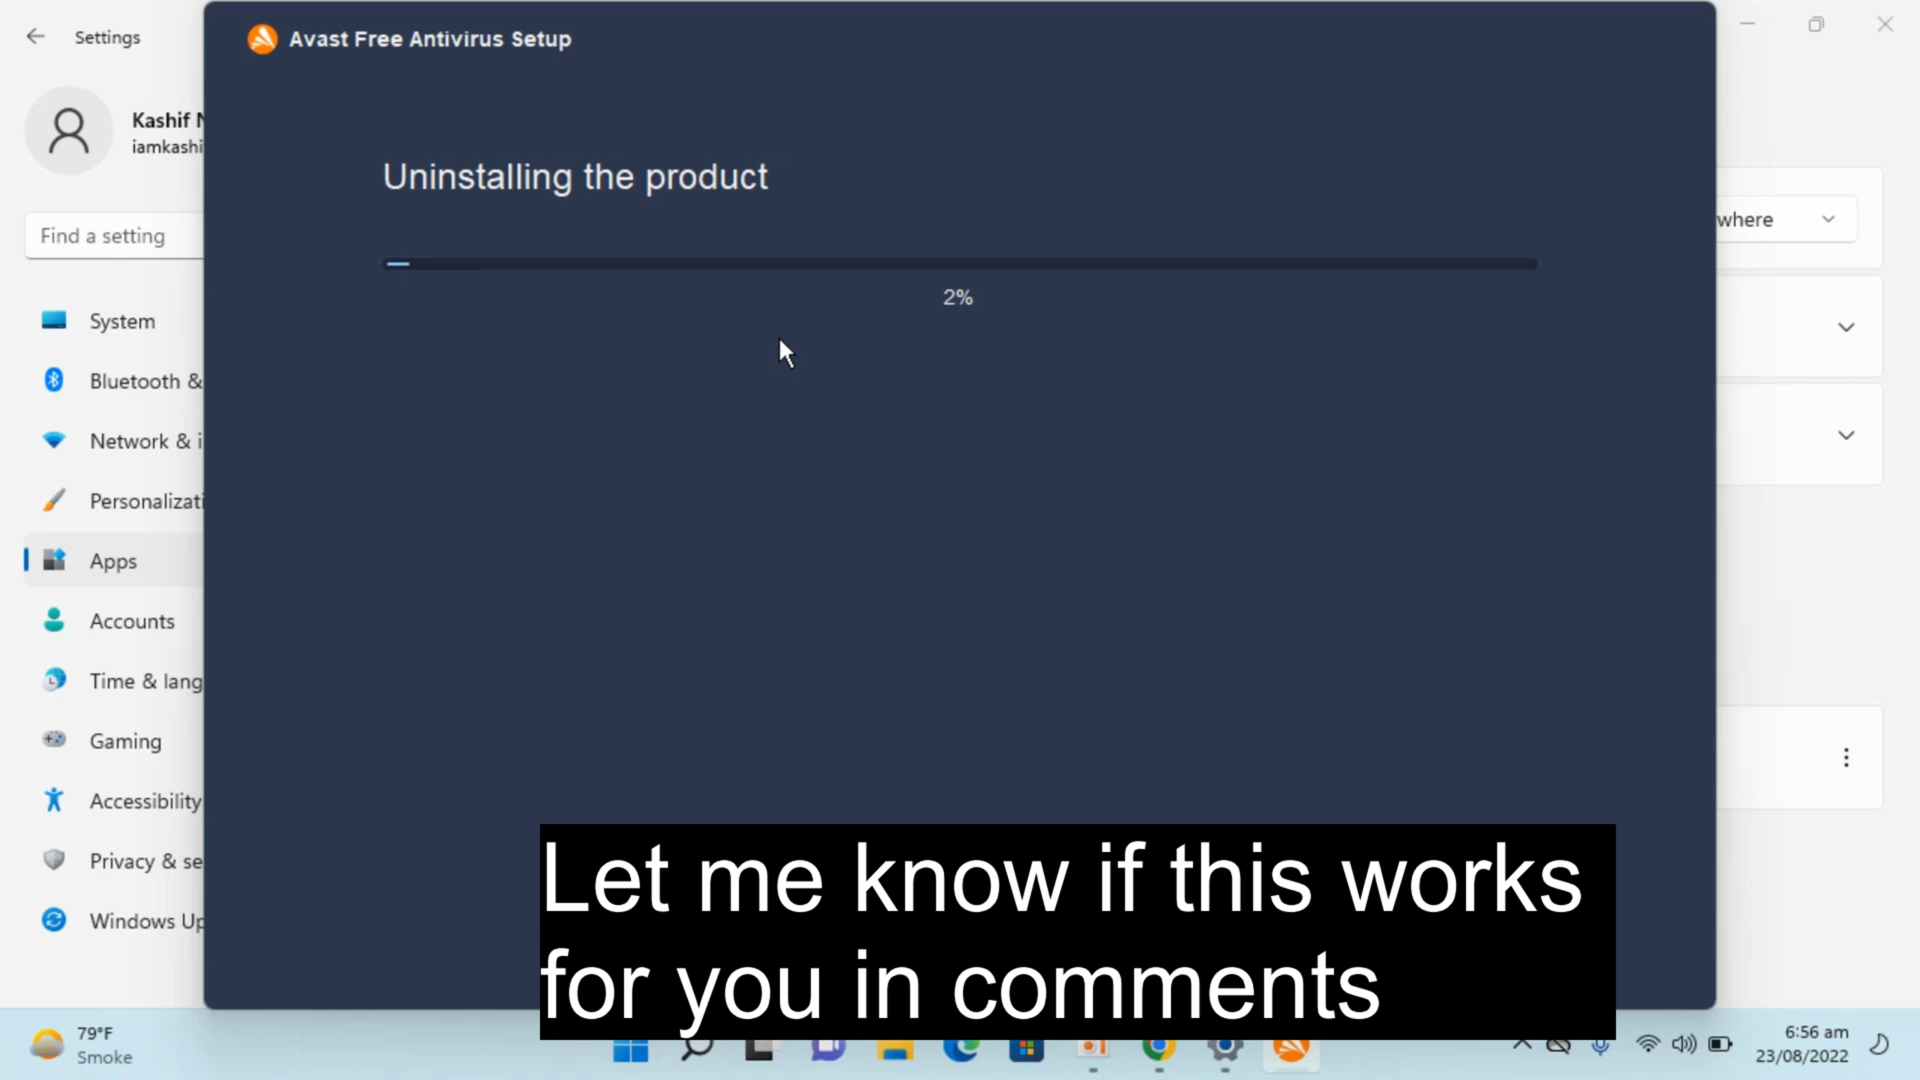 Settings
Avast Free Antivirus Setup
Kashif N
iamkashi
Uninstalling the product
Find a setting
where
2%
System
Bluetooth &
Network & i
Personalizati
Apps
Accounts
Time & lang
Gaming
Accessibility
Privacy & se
Windows Up
Let me know if this works
for you in comments
79°F
Smoke
6:56 am
23/08/2022